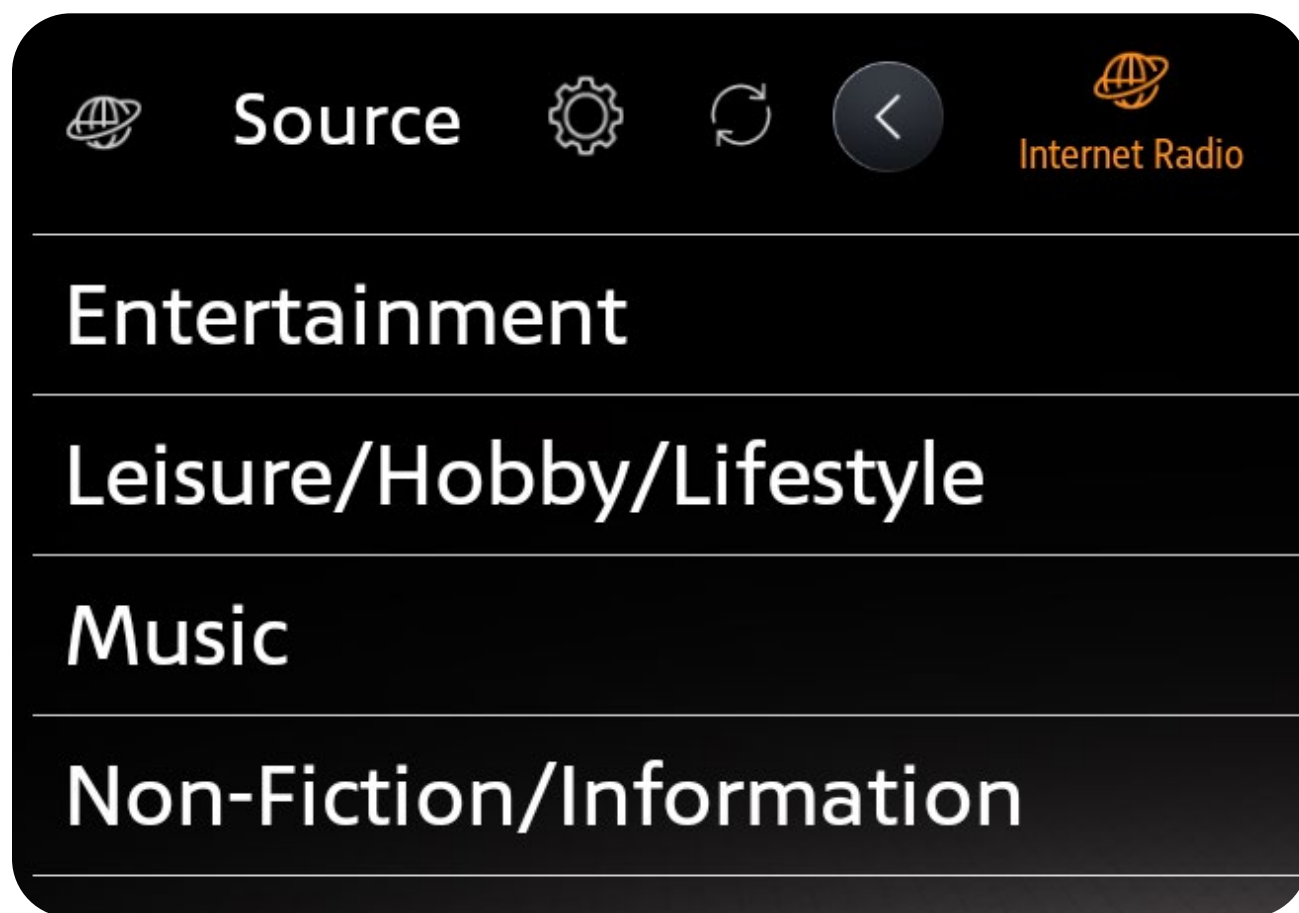 Source
Internet Radio
Entertainment
Leisure/Hobby/Lifestyle
Music
Non-Fiction/Information